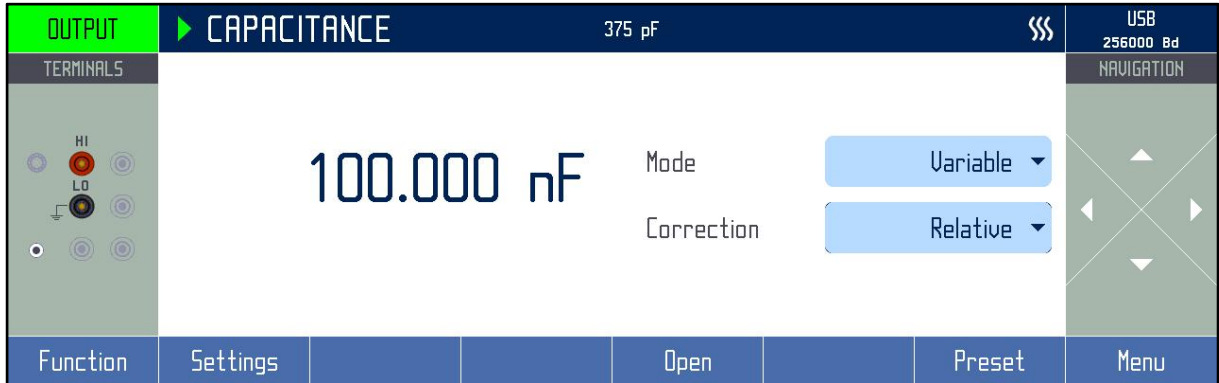 OUTPUT
CAPACITANCE
375 pF
USB
256000 Bd
TERMINALS
NAVIGATION
HI
LO
100.000 nF
Mode
Variable
Correction
Relative
Function
Settings
Open
Preset
Menu